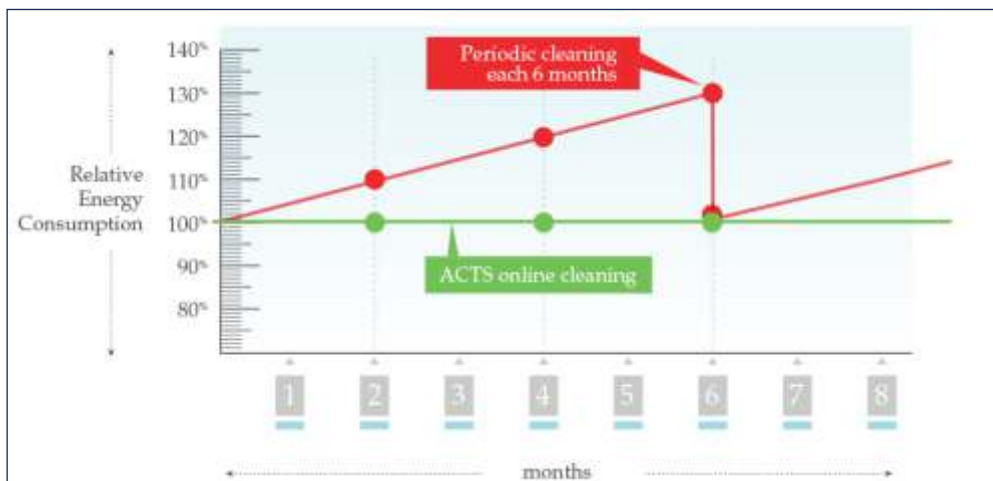 140%
130%
120%
110%
100%
90%
80%
Relative
Energy
Consumption
Periodic cleaning
each 6 months
ACTS online cleaning
1 2 3 4 5 6 7 8
months